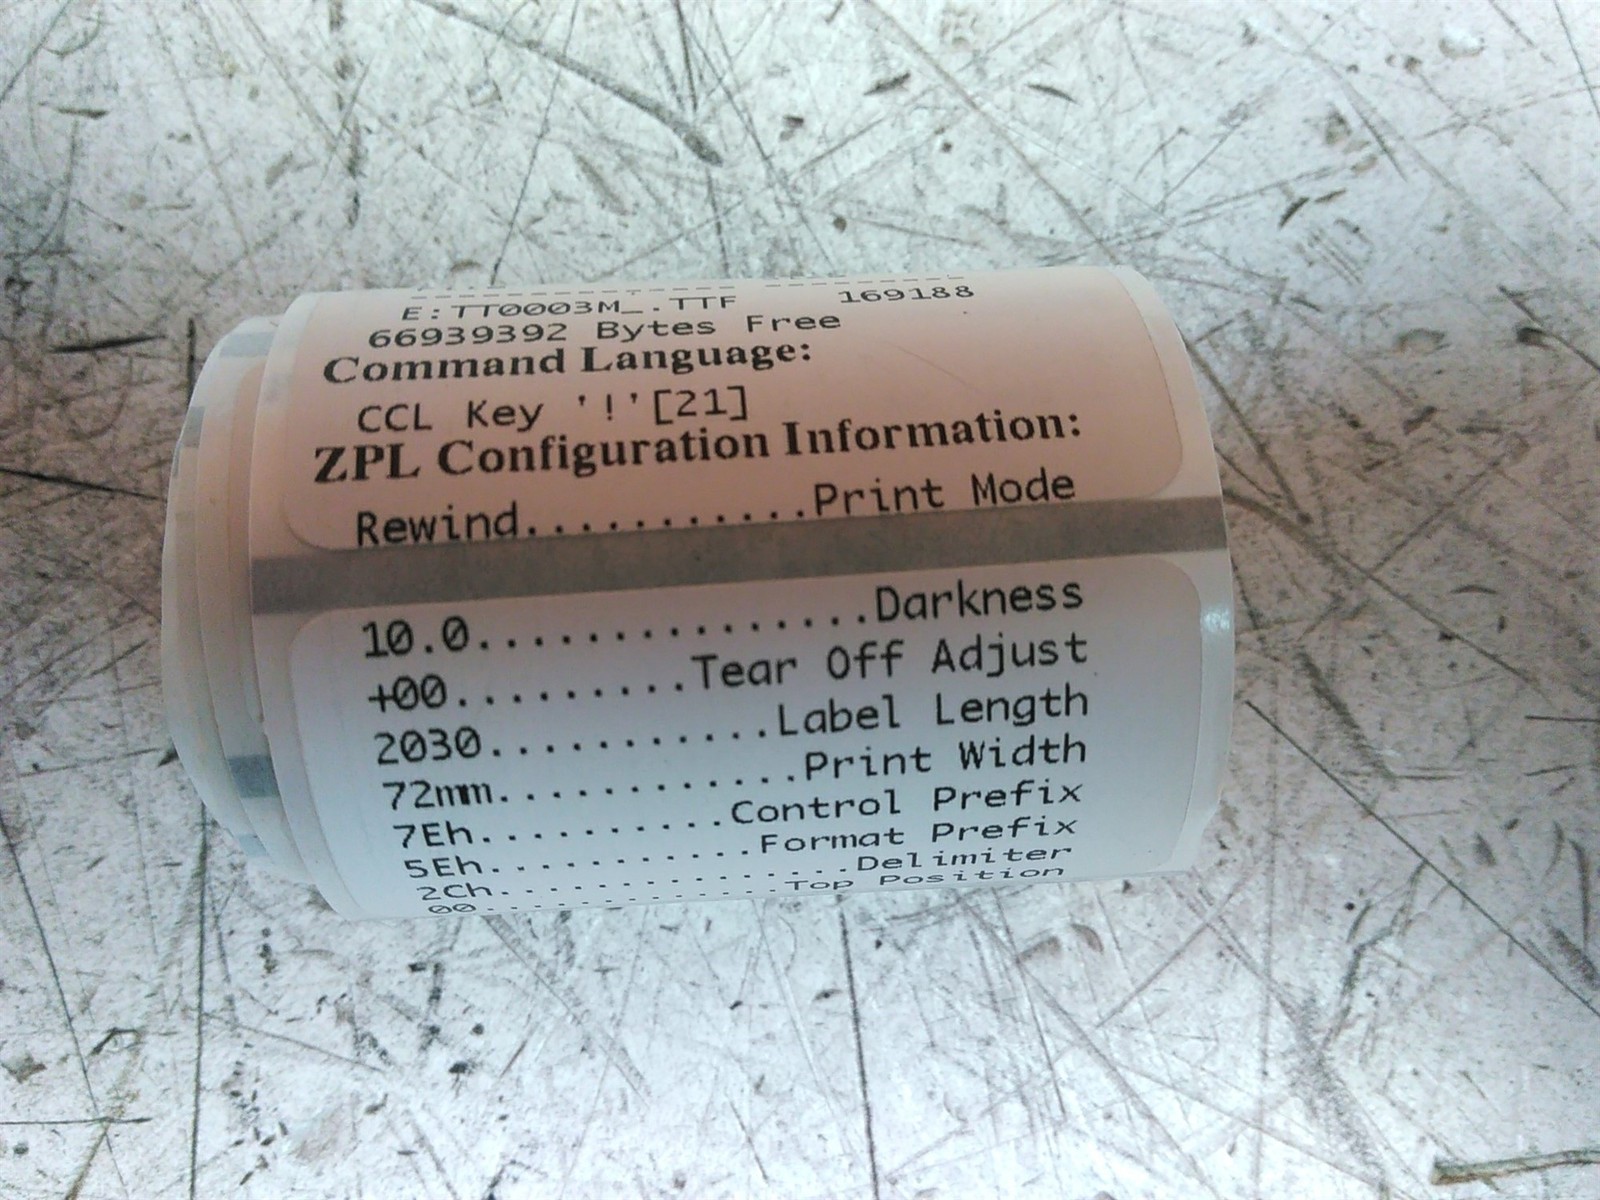 E:TT0003M_.TTF 169188
66939392 Bytes Free
Command Language:
CCL Key '!'[21]
ZPL Configuration Information:
Rewind...........Print Mode
10.0...............Darkness
+00.........Tear Off Adjust
2030...........Label Length
72mm............Print Width
7Eh..........Control Prefix
5Eh...........Format Prefix
2Ch...............Delimiter
00.............Top Position